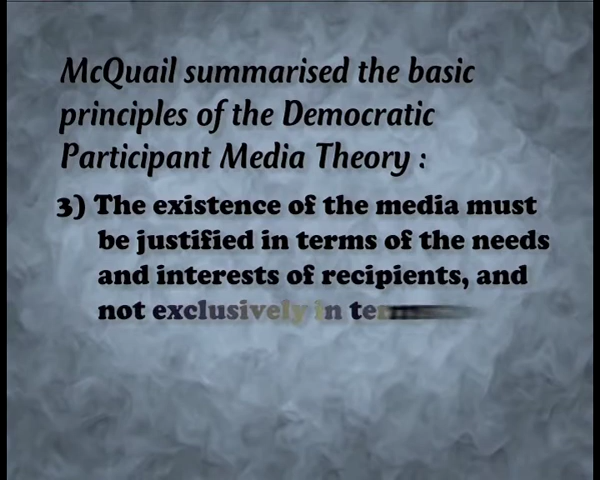 McQuail summarised the basic
principles of the Democratic
Participant Media Theory :
3) The existence of the media must
be justified in terms of the needs
and interests of recipients, and
not exclusively in